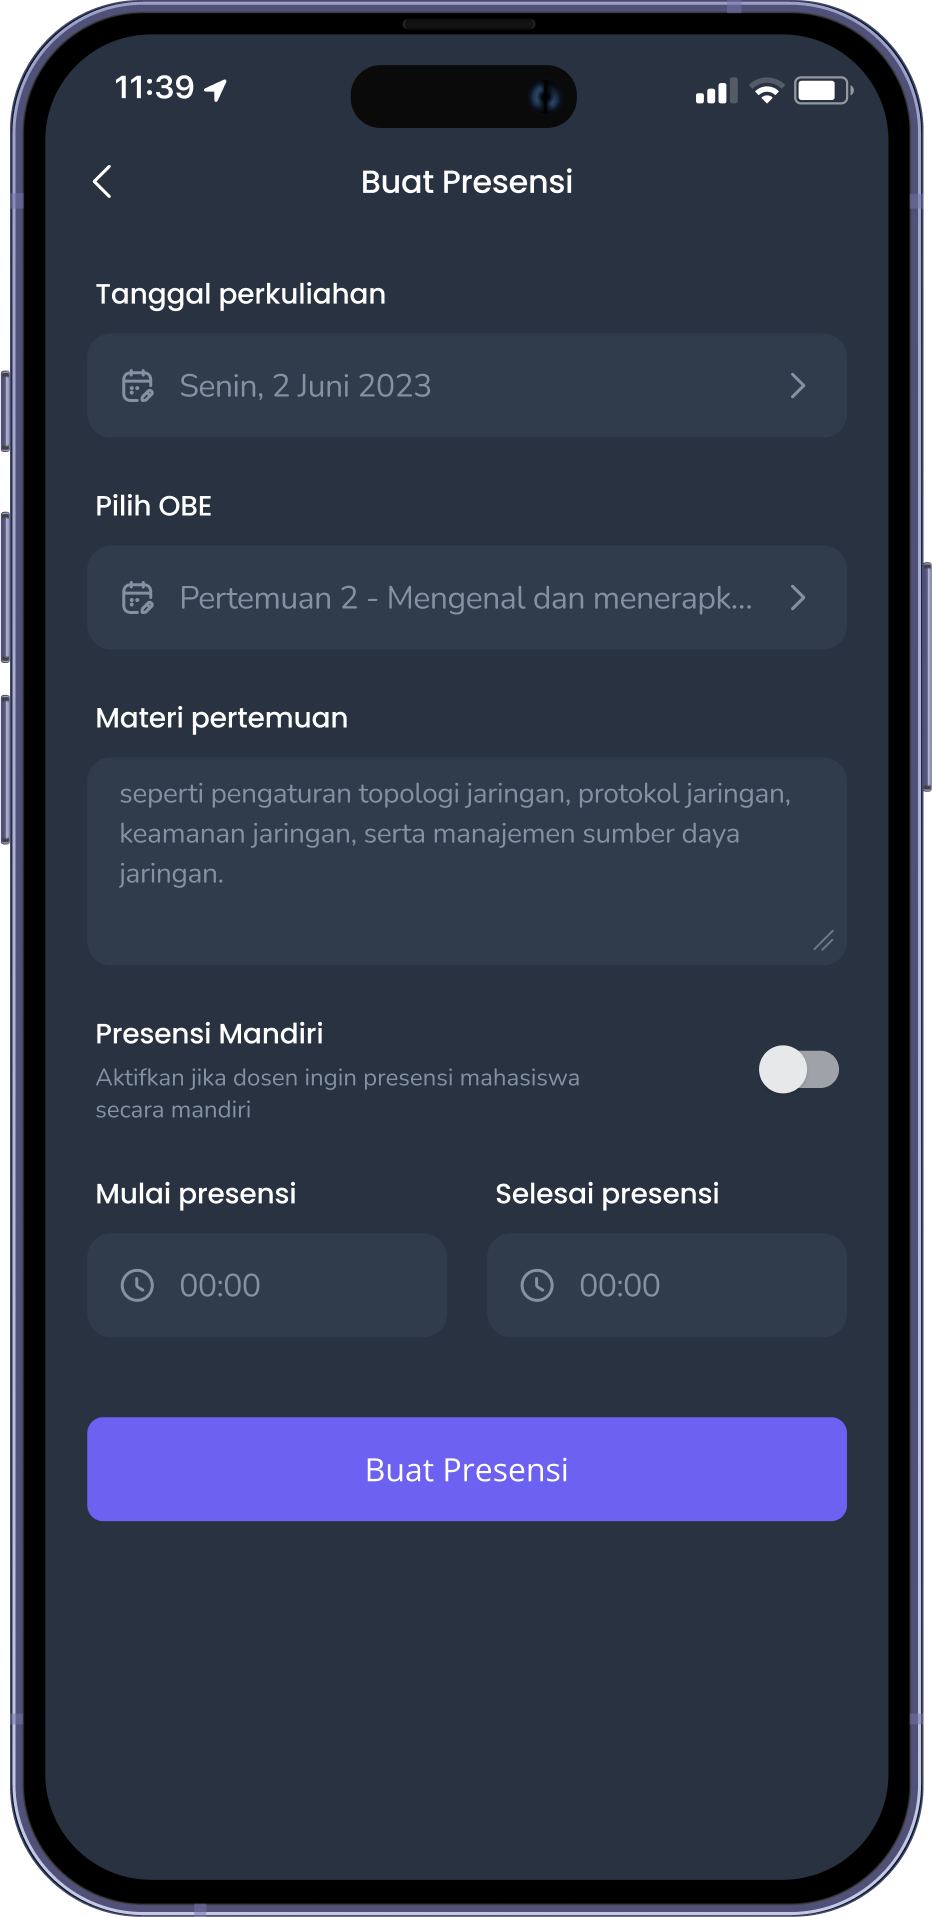 11:39
Buat Presensi
Tanggal perkuliahan
Senin, 2 Juni 2023
Pilih OBE
Pertemuan 2 - Mengenal dan menerapk...
Materi pertemuan
seperti pengaturan topologi jaringan, protokol jaringan,
keamanan jaringan, serta manajemen sumber daya
jaringan.
Presensi Mandiri
Aktifkan jika dosen ingin presensi mahasiswa
secara mandiri
Mulai presensi
Selesai presensi
00:00
00:00
Buat Presensi